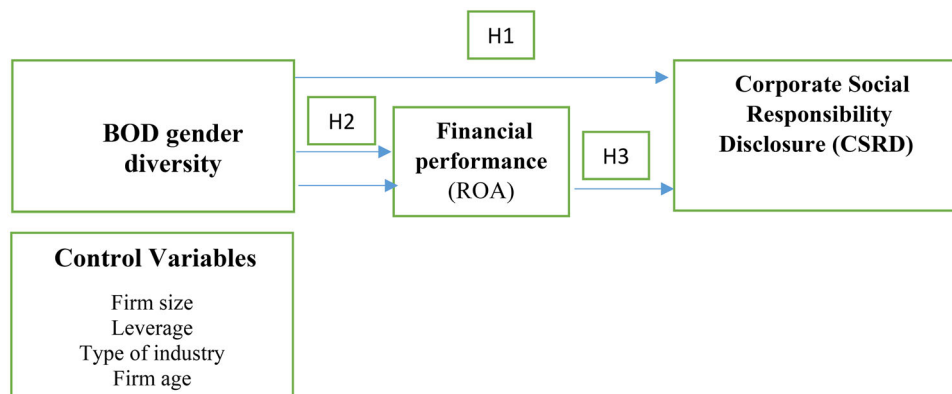 H1
BOD gender
diversity
H2
Financial
performance
(ROA)
H3
Corporate Social
Responsibility
Disclosure (CSRD)
Control Variables
Firm size
Leverage
Type of industry
Firm age